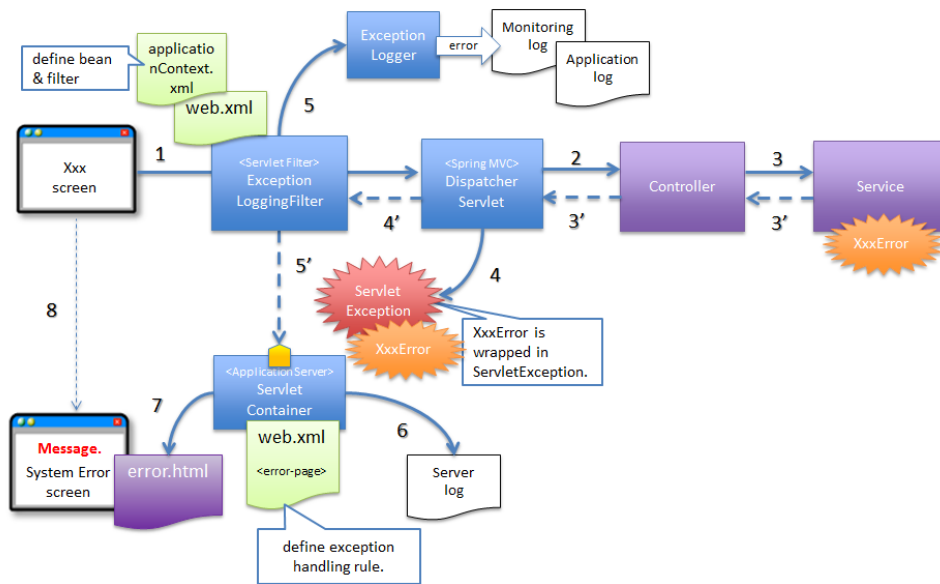 define bean
& filter
applicatio
nContext.
xml
web.xml
Exception
Logger
error
Monitoring
log
Application
log
5
Xxx
screen
1
<Servlet Filter>
Exception
LoggingFilter
<Spring MVC>
Dispatcher
Servlet
2
Controller
3
Service
4’
3’
3’
XxxError
5’
4
Servlet
Exception
XxxError
XxxError is
wrapped in
ServletException.
8
<Application Server>
Servlet
Container
7
6
web.xml
<error-page>
Message.
System Error
screen
error.html
Server
log
define exception
handling rule.